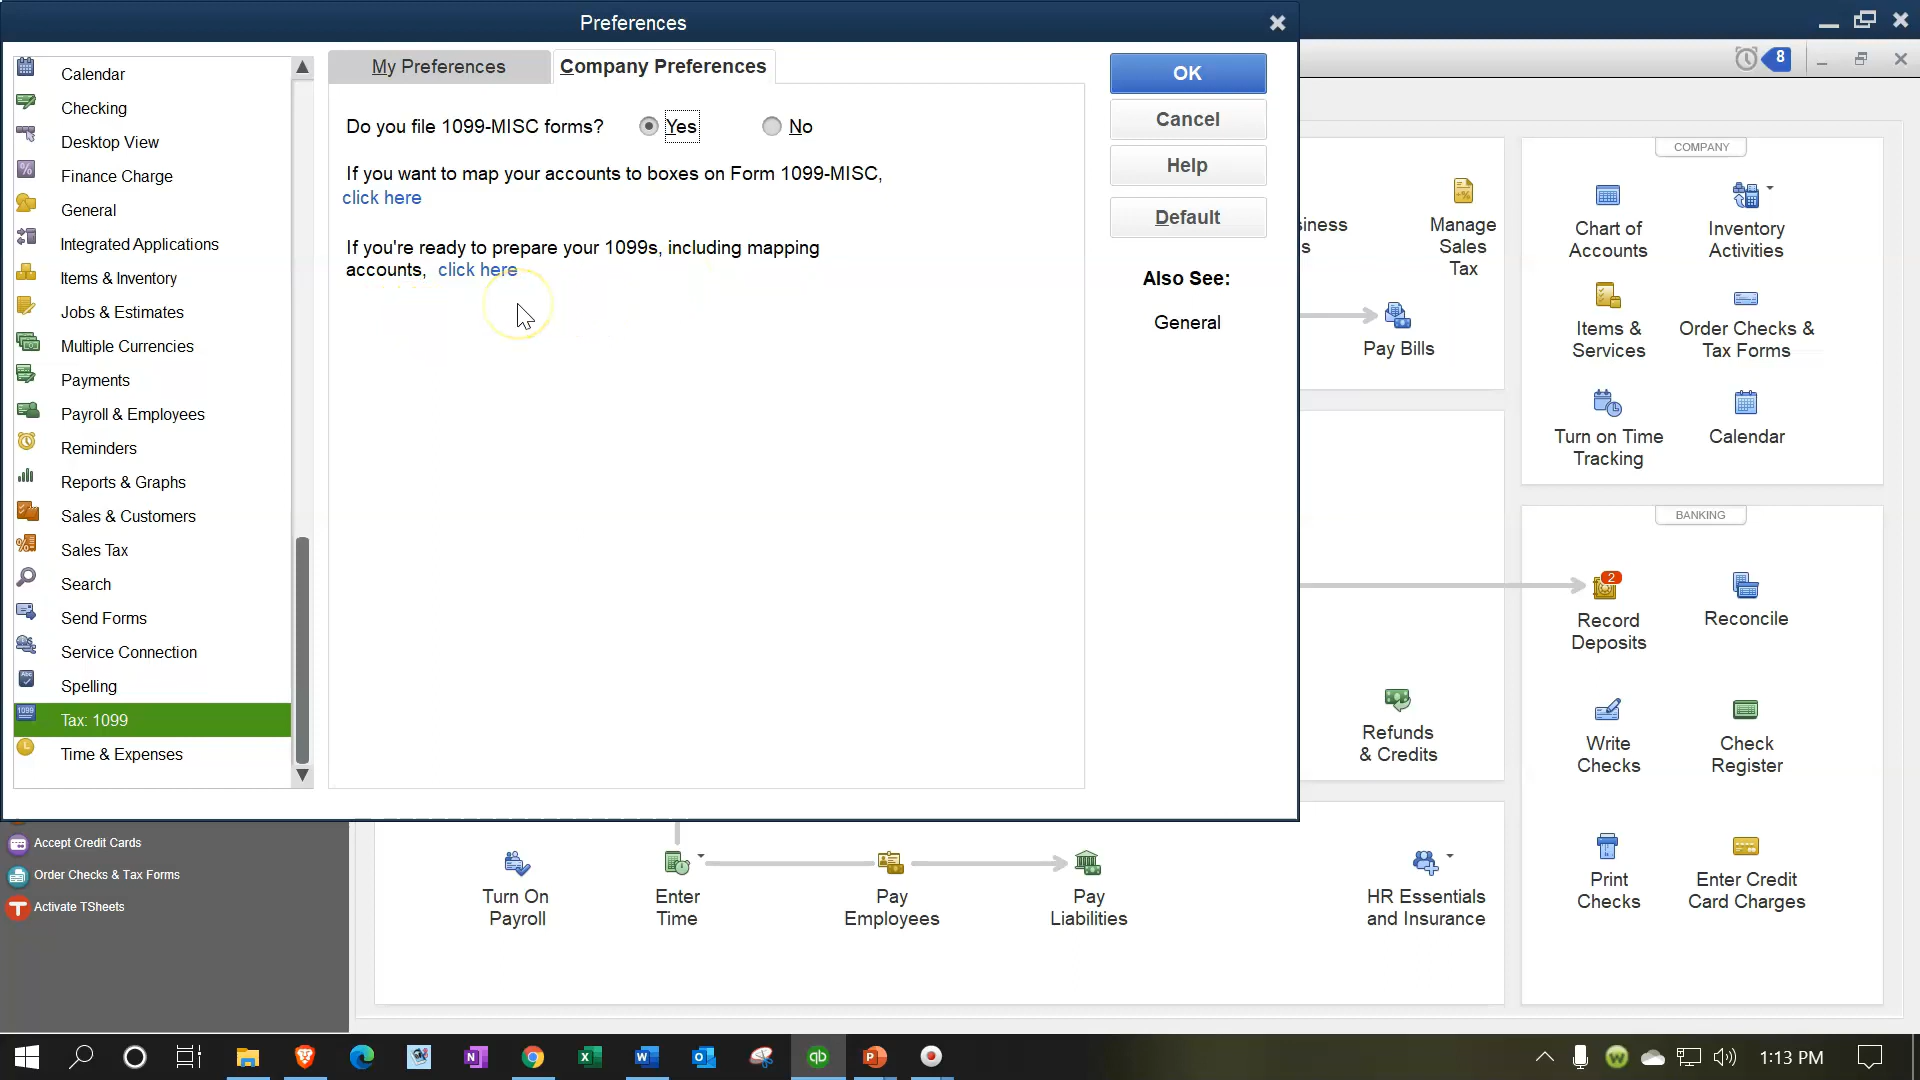 Preferences
8
Calendar
Checking
Desktop View
Finance Charge
General
Integrated Applications
Items & Inventory
Jobs & Estimates
Multiple Currencies
Payments
Payroll & Employees
Reminders
Reports & Graphs
Sales & Customers
Sales Tax
Search
Send Forms
Service Connection
Spelling
1099
Tax: 1099
Time & Expenses
My Preferences
Company Preferences
Do you file 1099-MISC forms? Yes No
If you want to map your accounts to boxes on Form 1099-MISC,
click here
If you're ready to prepare your 1099s, including mapping
accounts, click here
OK
Cancel
Help
Default
Also See:
General
Manage
Sales
Tax
Pay Bills
COMPANY
Chart of
Accounts
Inventory
Activities
Items &
Services
Order Checks &
Tax Forms
Turn on Time
Tracking
Calendar
BANKING
2
Record
Deposits
Reconcile
Refunds
& Credits
Write
Checks
Check
Register
Print
Checks
Enter Credit
Card Charges
Accept Credit Cards
Order Checks & Tax Forms
Activate TSheets
Turn On
Payroll
Enter
Time
Pay
Employees
Pay
Liabilities
HR Essentials
and Insurance
1:13 PM